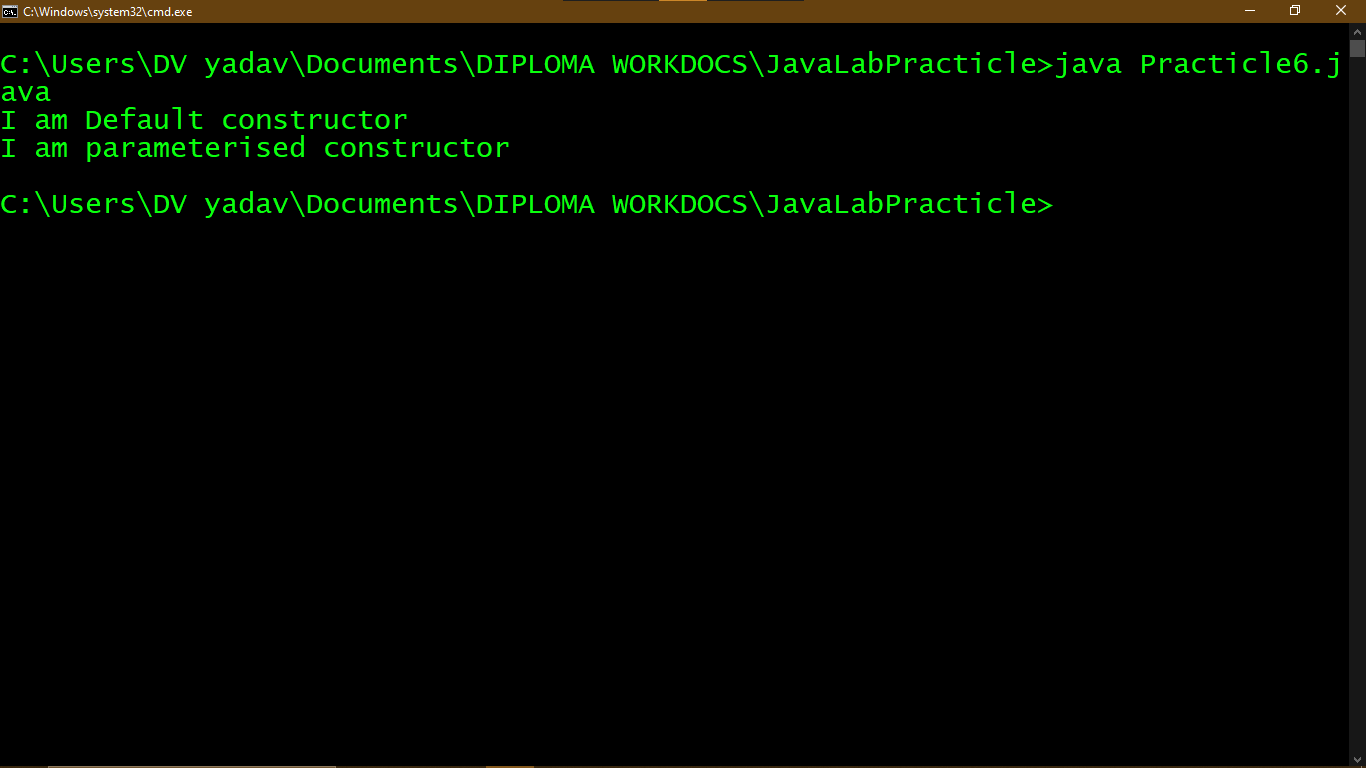 C:\Windows\system32\cmd.exe
C:\Users\DV yadav\Documents\DIPLOMA WORKDOCS\JavaLabPracticle>java Practicle6.j
ava
I am Default constructor
I am parameterised constructor
C:\Users\DV yadav\Documents\DIPLOMA WORKDOCS\JavaLabPracticle>